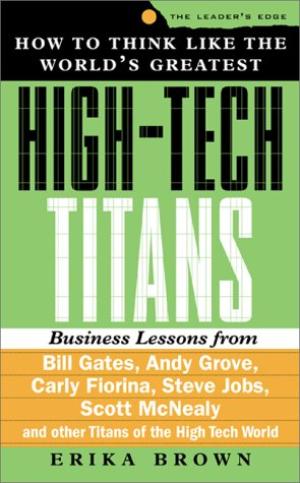 THE LEADER'S EDGE
HOW TO THINK LIKE THE
WORLD'S GREATEST
HIGH-TECH
TITANS
Business Lessons from
Bill Gates, Andy Grove,
Carly Fiorina, Steve Jobs,
Scott McNealy
and other Titans of the High Tech World
ERIKA BROWN